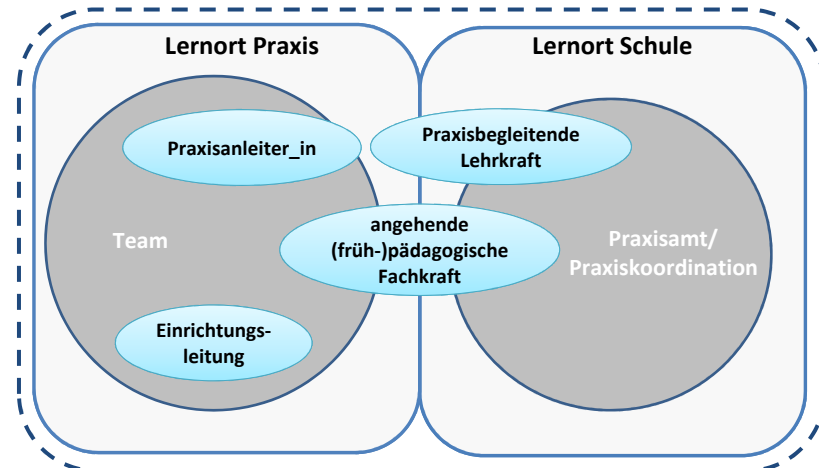 Lernort Praxis
Lernort Schule
Praxisanleiter_in
Praxisbegleitende
Lehrkraft
Team
angehende
(früh-)pädagogische
Fachkraft
Praxisamt/
Praxiskoordination
Einrichtungs-
leitung